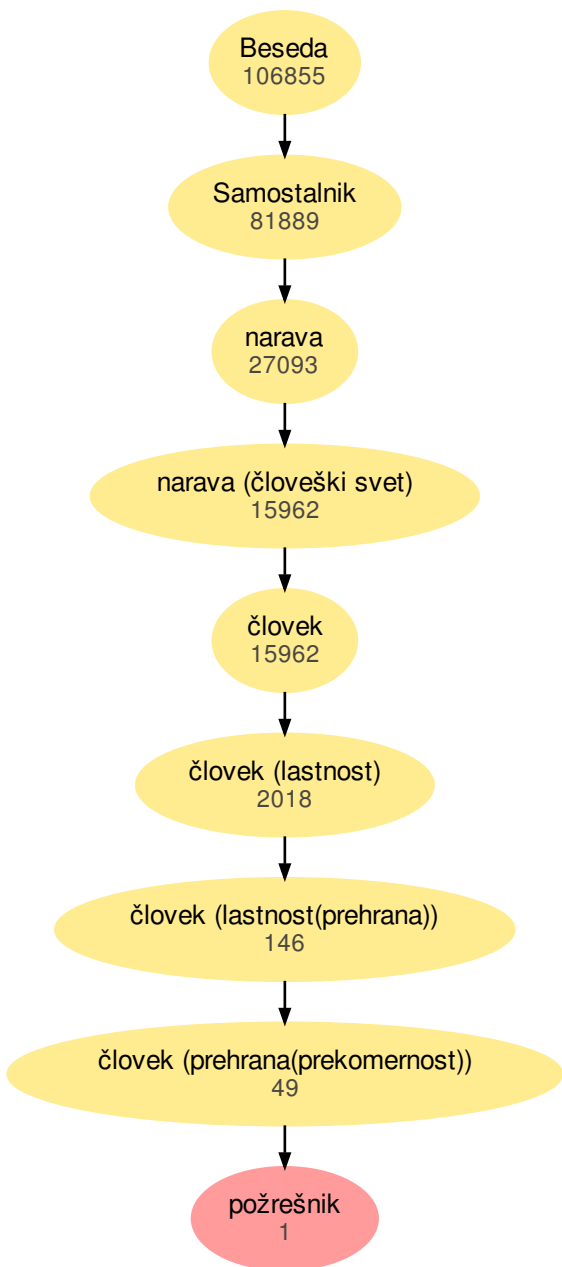 Beseda
106855
Samostalnik
81889
narava
27093
narava (človeški svet)
15962
človek
15962
človek (lastnost)
2018
človek (lastnost(prehrana))
146
človek (prehrana(prekomernost))
49
požrešnik
1